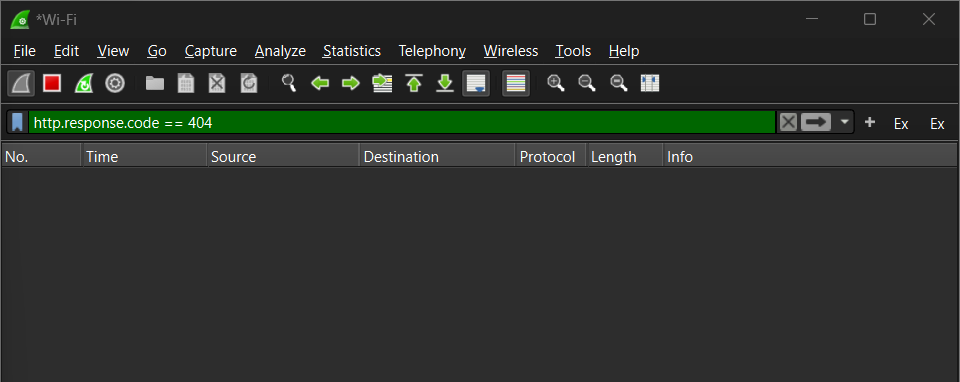 *Wi-Fi
File Edit View Go Capture Analyze Statistics Telephony Wireless Tools Help
http.response.code == 404 Ex Ex
No. Time Source Destination Protocol Length Info